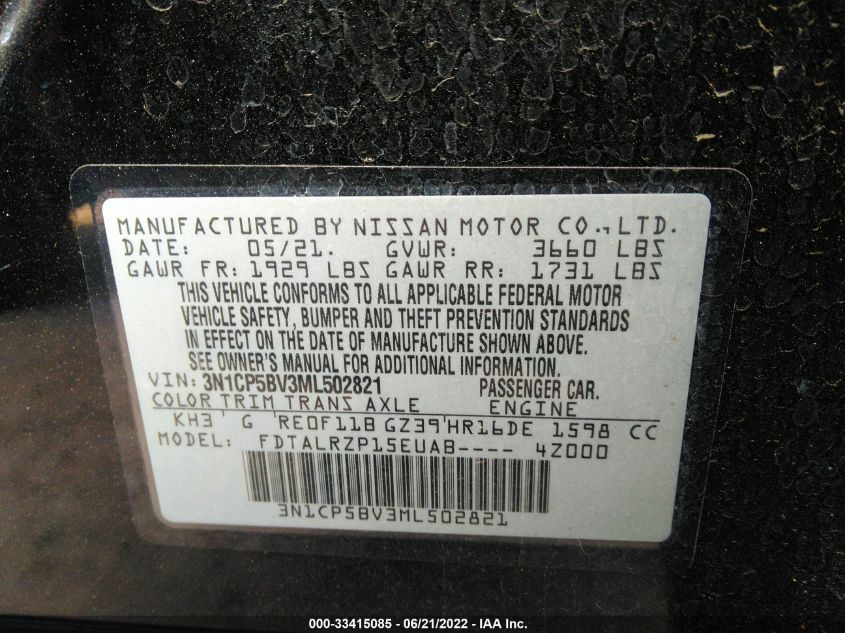 MANUFACTURED BY NISSAN MOTOR CO., LTD.
DATE: 05/21. GVWR: 3660 LBS
GAWR FR: 1929 LBS GAWR RR: 1731 LBS
THIS VEHICLE CONFORMS TO ALL APPLICABLE FEDERAL MOTOR
VEHICLE SAFETY, BUMPER AND THEFT PREVENTION STANDARDS
IN EFFECT ON THE DATE OF MANUFACTURE SHOWN ABOVE.
SEE OWNER'S MANUAL FOR ADDITIONAL INFORMATION.
VIN: 3N1CP5BV3ML502821 PASSENGER CAR.
COLOR TRIM TRANS AXLE ENGINE
KH3 G RE0F11B GZ39 HR16DE 1598 CC
MODEL: FDTALRZP15EUAB---- 4Z000
3N1CP5BV3ML502821
000-33415085 - 06/21/2022 - IAA Inc.